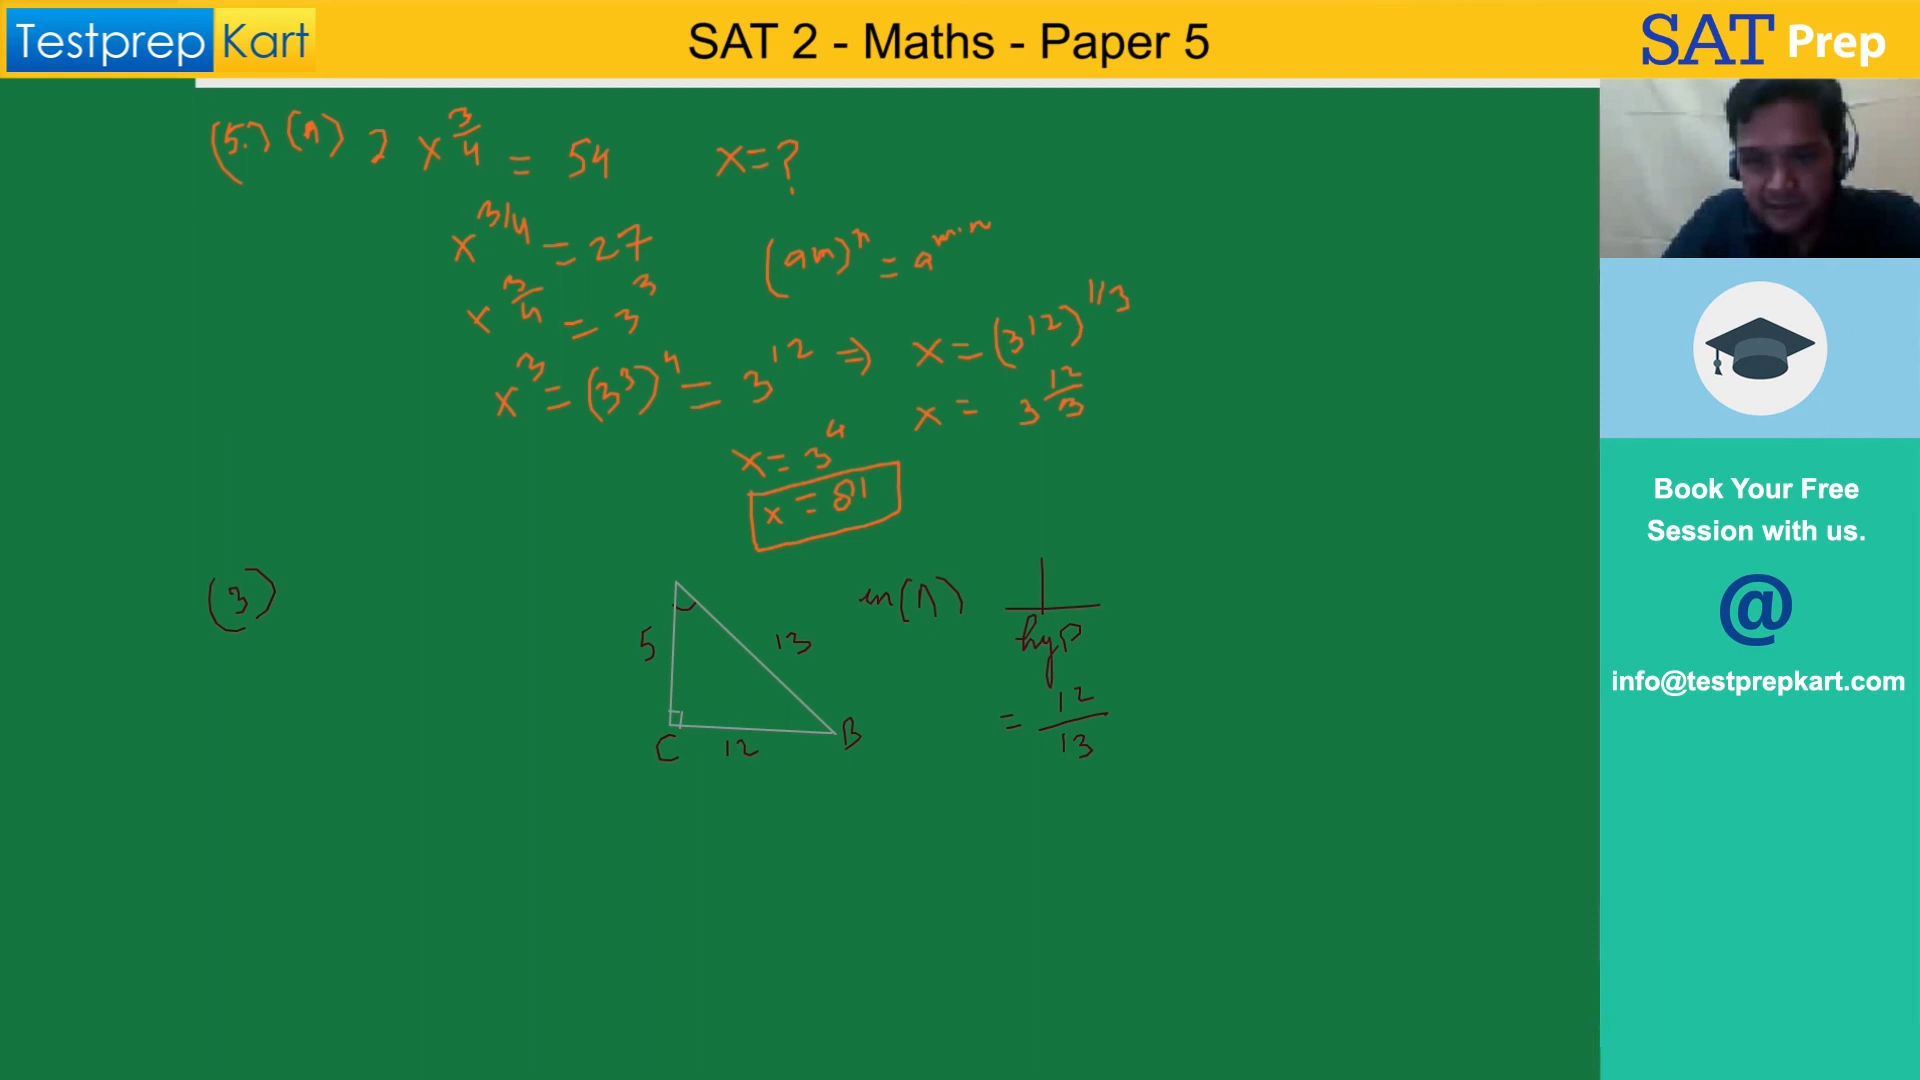 Testprep Kart
SAT 2 - Maths - Paper 5
SAT Prep
(5.) (A) 2 x^3/4 = 54 x=?
x^3/4 = 27
(am)^n = a^m·n
x^3/4 = 3^3
x^3 = (3^3)^4 = 3^12 ⇒ x = (3^12)^1/3
x = 3^12/3
x = 3^4
x = 81
(3)
5
13
C 12 B
in(A)
hyp
= 12/13
Book Your Free
Session with us.
@
info@testprepkart.com